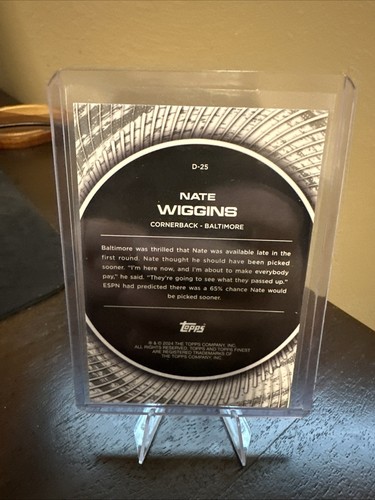 D-25
NATE
WIGGINS
CORNERBACK - BALTIMORE
Baltimore was thrilled that Nate was available late in the
first round. Nate thought he should have been picked
sooner. "I'm here now, and I'm about to make everybody
pay," he said. "They're going to see what they passed up."
ESPN had predicted there was a 65% chance Nate would
be picked sooner.
Topps
® & © 2024 THE TOPPS COMPANY, INC.
ALL RIGHTS RESERVED. TOPPS AND TOPPS FINEST
ARE REGISTERED TRADEMARKS OF
THE TOPPS COMPANY, INC.